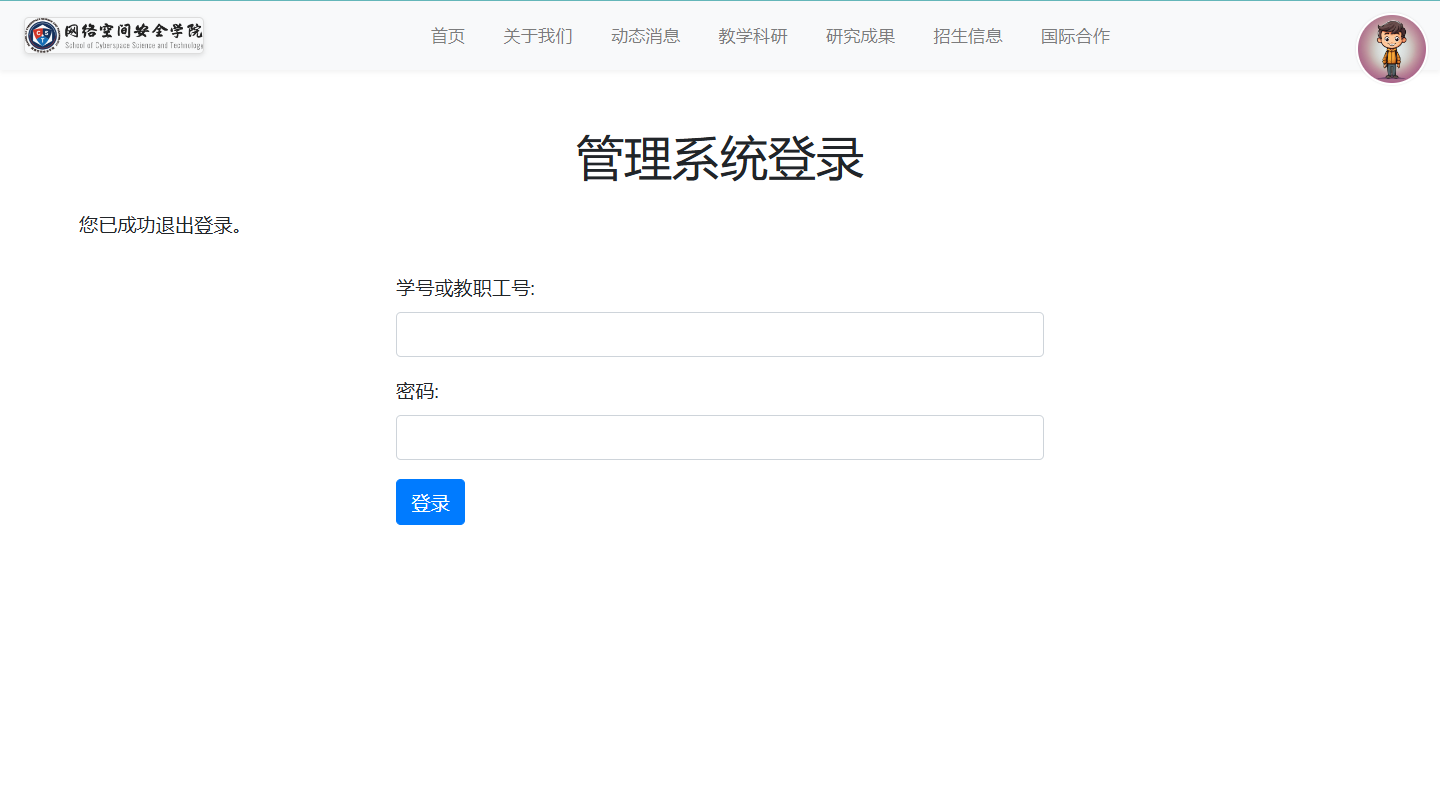 网络空间安全学院
School of Cyberspace Science and Technology
首页 关于我们 动态消息 教学科研 研究成果 招生信息 国际合作
管理系统登录
您已成功退出登录。
学号或教职工号:
密码:
登录